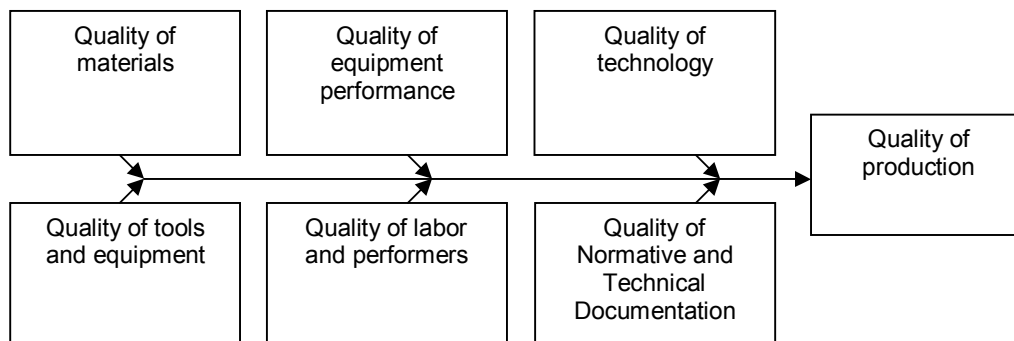 Quality of
materials
Quality of
equipment
performance
Quality of
technology
Quality of
production
Quality of tools
and equipment
Quality of labor
and performers
Quality of
Normative and
Technical
Documentation